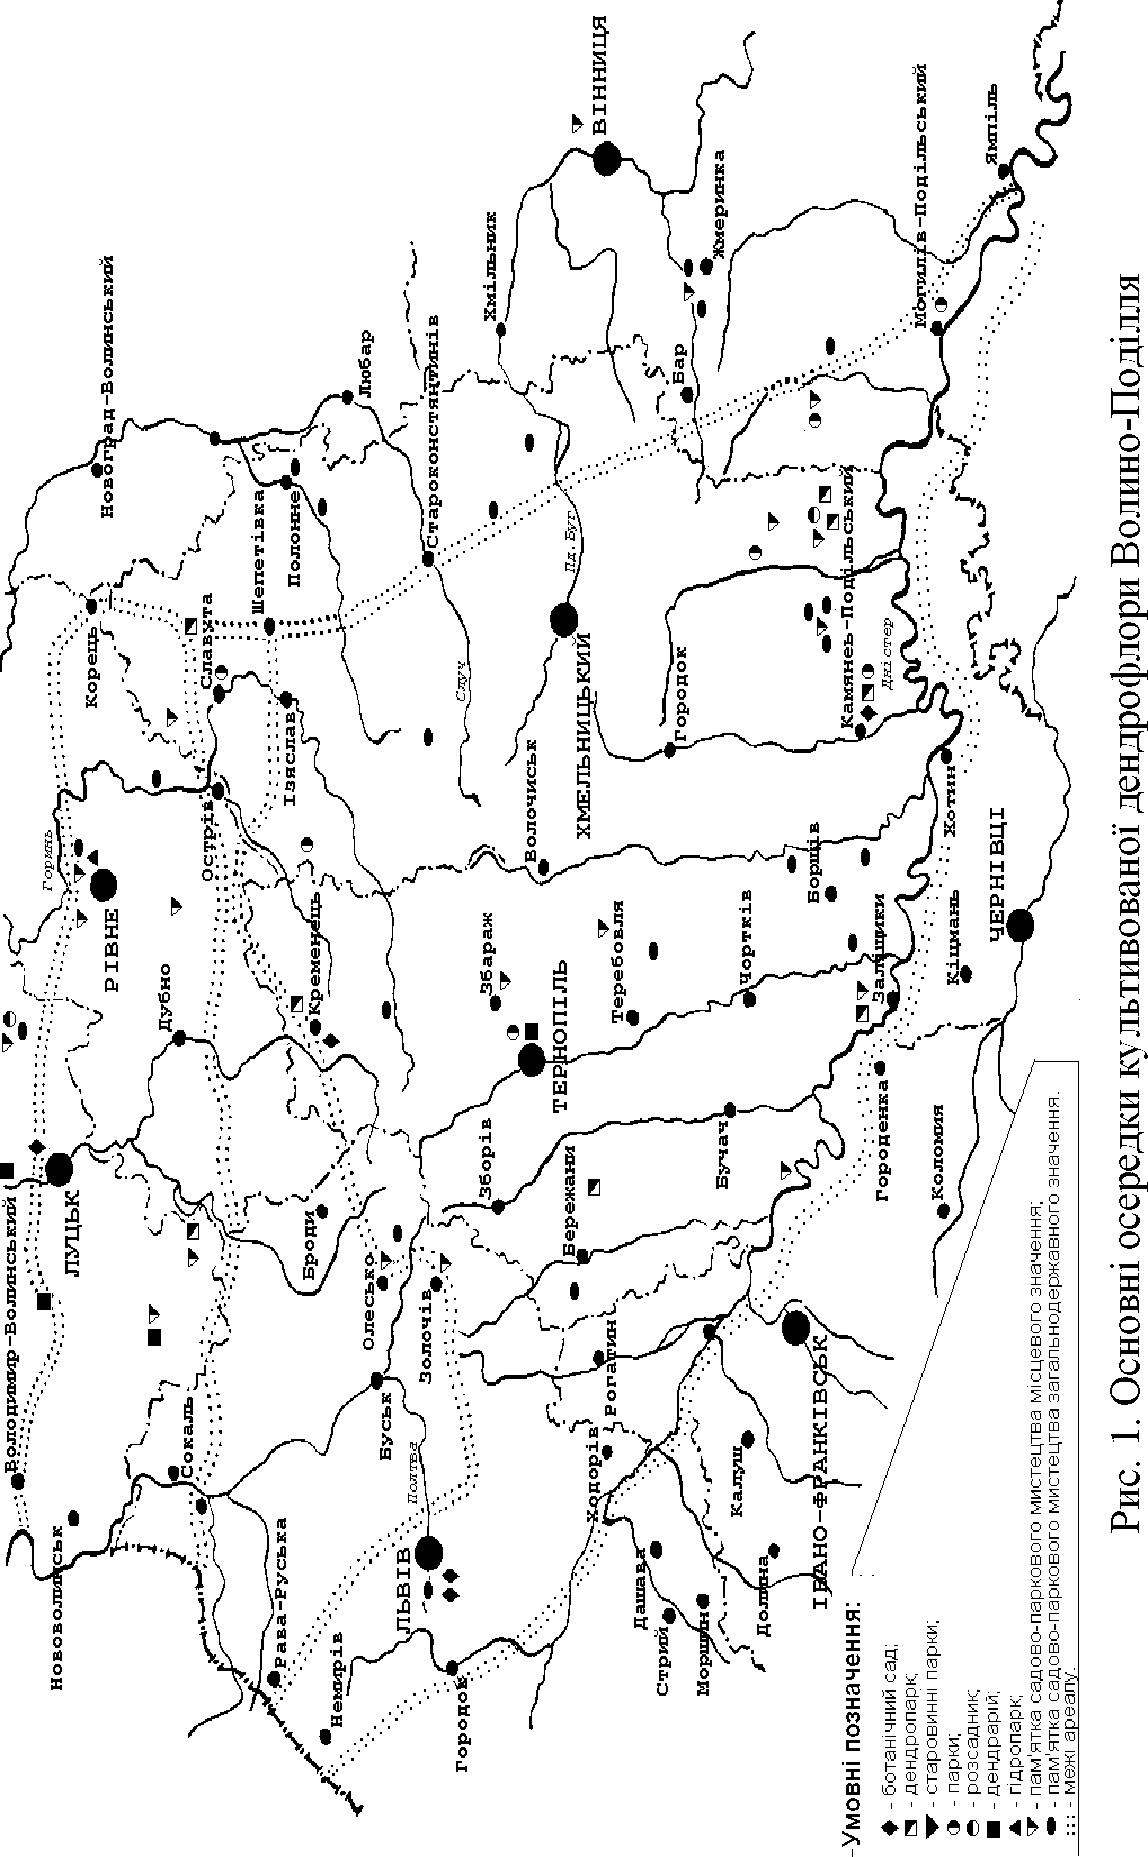 Нововолинськ
Володимир-Волинський
ЛУЦЬК
РІВНЕ
Горинь
Корець
Новоград-Волинський
Сокаль
Дубно
Острів
Славута
Шепетівка
Полонне
Ізяслав
Любар
Рава-Руська
Немирів
Броди
Кременець
Буськ
Олесько
Полтва
ЛЬВІВ
Золочів
Городок
Зборів
Збараж
ТЕРНОПІЛЬ
Волочиськ
Случ
Старокостянтинів
Хмільник
Пд. Буг
ХМЕЛЬНИЦЬКИЙ
ВІННИЦЯ
Жмеринка
Бар
Бережани
Рогатин
Ходорів
Теребовля
Городок
Дашава
Стрий
Моршин
Долина
Калуш
ІВАНО-ФРАНКІВСЬК
Бучач
Чортків
Борщів
Заліщики
Камянець-Подільський
Дністер
Могилів-Подільський
Ямпіль
Городенка
Коломия
Кіцмань
Хотин
ЧЕРНІВЦІ
Умовні позначення:
- ботанічний сад;
- дендропарк;
- старовинні парки;
- парки;
- розсадник;
- дендрарій;
- гідропарк;
- пам'ятка садово-паркового мистецтва місцевого значення;
- пам'ятка садово-паркового мистецтва загальнодержавного значення.
- межі ареалу.
Рис. 1. Основні осередки культивованої дендрофлори Волино-Поділля